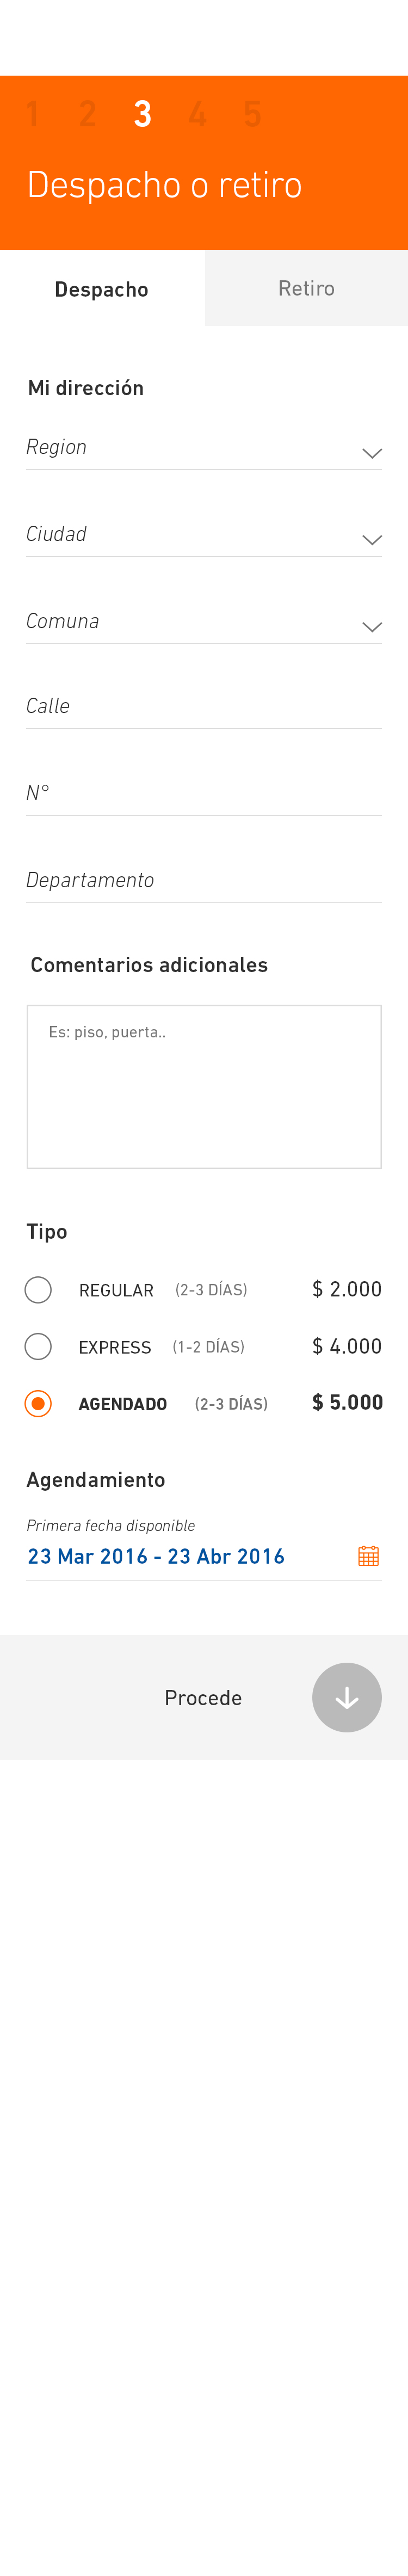 1 2 3 4 5
Despacho o retiro
Despacho Retiro
Mi dirección
Region
Ciudad
Comuna
Calle
N°
Departamento
Comentarios adicionales
Es: piso, puerta..
Tipo
REGULAR (2-3 DÍAS) $ 2.000
EXPRESS (1-2 DÍAS) $ 4.000
AGENDADO (2-3 DÍAS) $ 5.000
Agendamiento
Primera fecha disponible
23 Mar 2016 - 23 Abr 2016
Procede